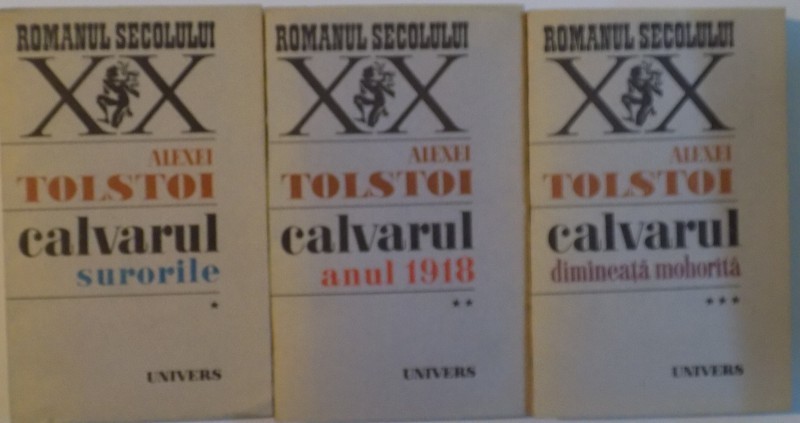 ROMANUL SECOLULUI
XX
ALEXEI
TOLSTOI
calvarul
surorile
*
UNIVERS
ROMANUL SECOLULUI
XX
ALEXEI
TOLSTOI
calvarul
anul 1918
**
UNIVERS
ROMANUL SECOLULUI
XX
ALEXEI
TOLSTOI
calvarul
dimineață mohorită
***
UNIVERS